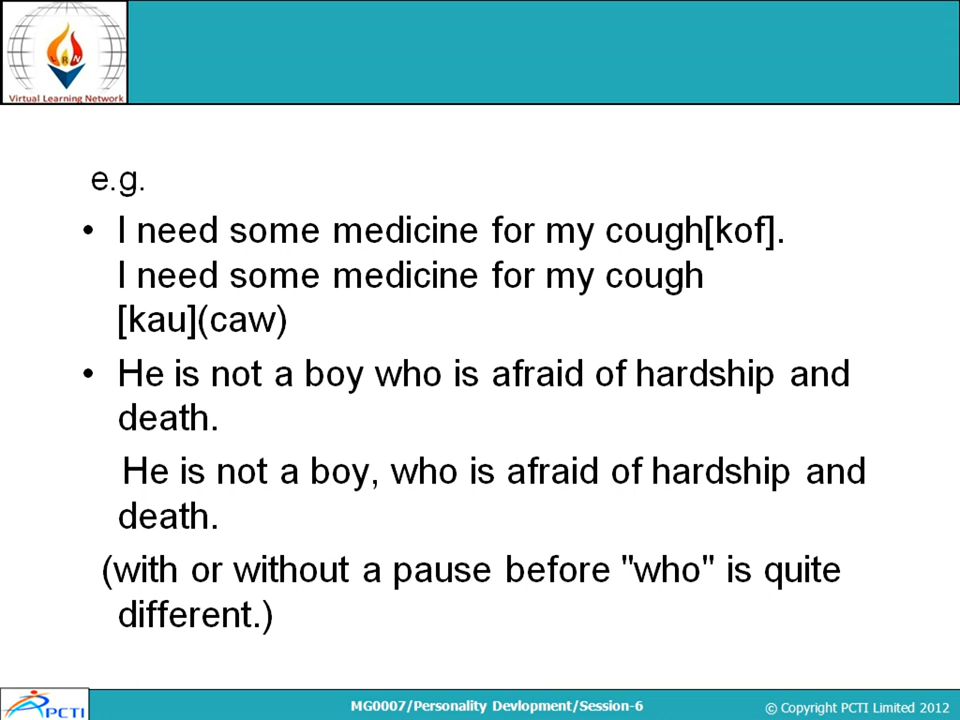 VRN
Virtual Learning Network
e.g.
• I need some medicine for my cough[kof].
I need some medicine for my cough
[kau](caw)
• He is not a boy who is afraid of hardship and
death.
He is not a boy, who is afraid of hardship and
death.
(with or without a pause before "who" is quite
different.)
PCTI
MG0007/Personality Devlopment/Session-6
© Copyright PCTI Limited 2012